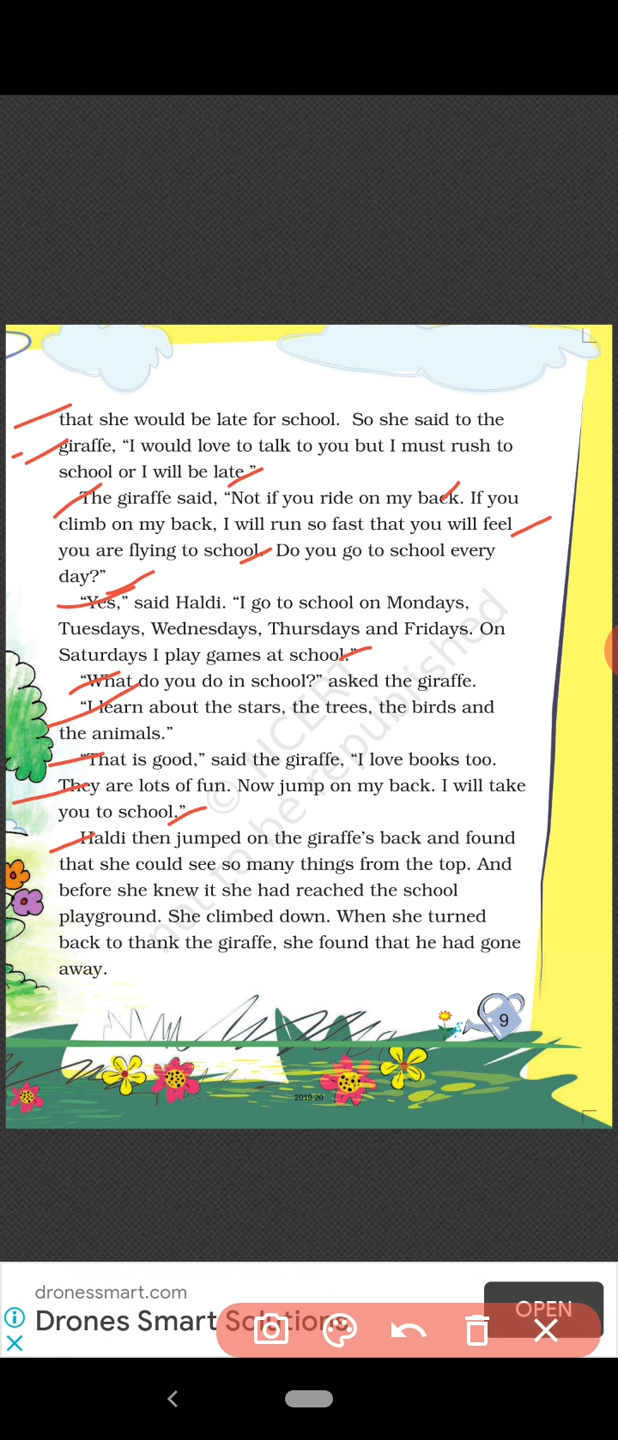 that she would be late for school.  So she said to the
giraffe, “I would love to talk to you but I must rush to
school or I will be late.”
The giraffe said, “Not if you ride on my back. If you
climb on my back, I will run so fast that you will feel
you are flying to school. Do you go to school every
day?”
“Yes,” said Haldi. “I go to school on Mondays,
Tuesdays, Wednesdays, Thursdays and Fridays. On
Saturdays I play games at school.”
“What do you do in school?” asked the giraffe.
“I learn about the stars, the trees, the birds and
the animals.”
“That is good,” said the giraffe, “I love books too.
They are lots of fun. Now jump on my back. I will take
you to school.”
Haldi then jumped on the giraffe’s back and found
that she could see so many things from the top. And
before she knew it she had reached the school
playground. She climbed down. When she turned
back to thank the giraffe, she found that he had gone
away.
© NCERT
not to be republished
9
2019-20
dronessmart.com
Drones Smart Solutions
OPEN